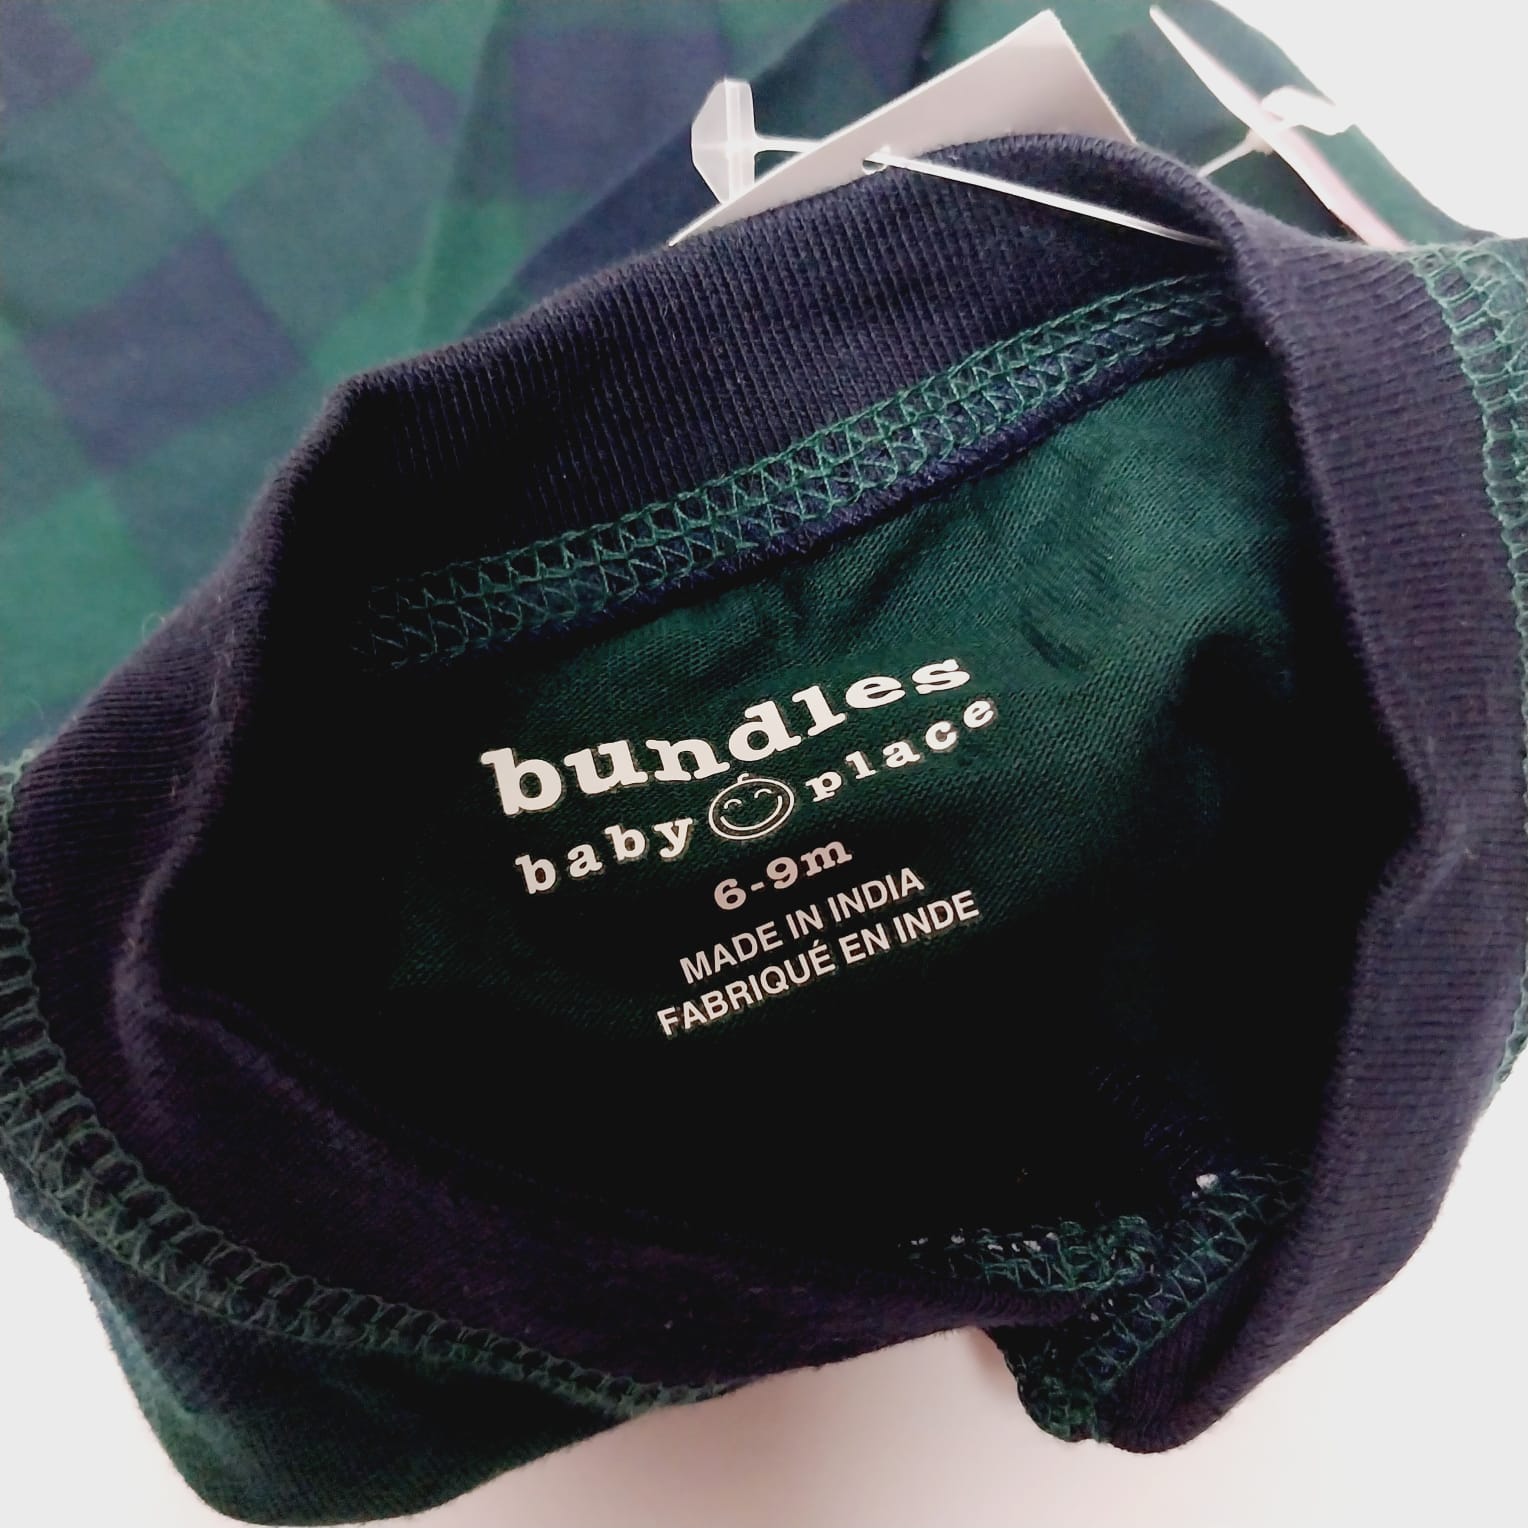 bundles
baby place
6-9m
MADE IN INDIA
FABRIQUÉ EN INDE